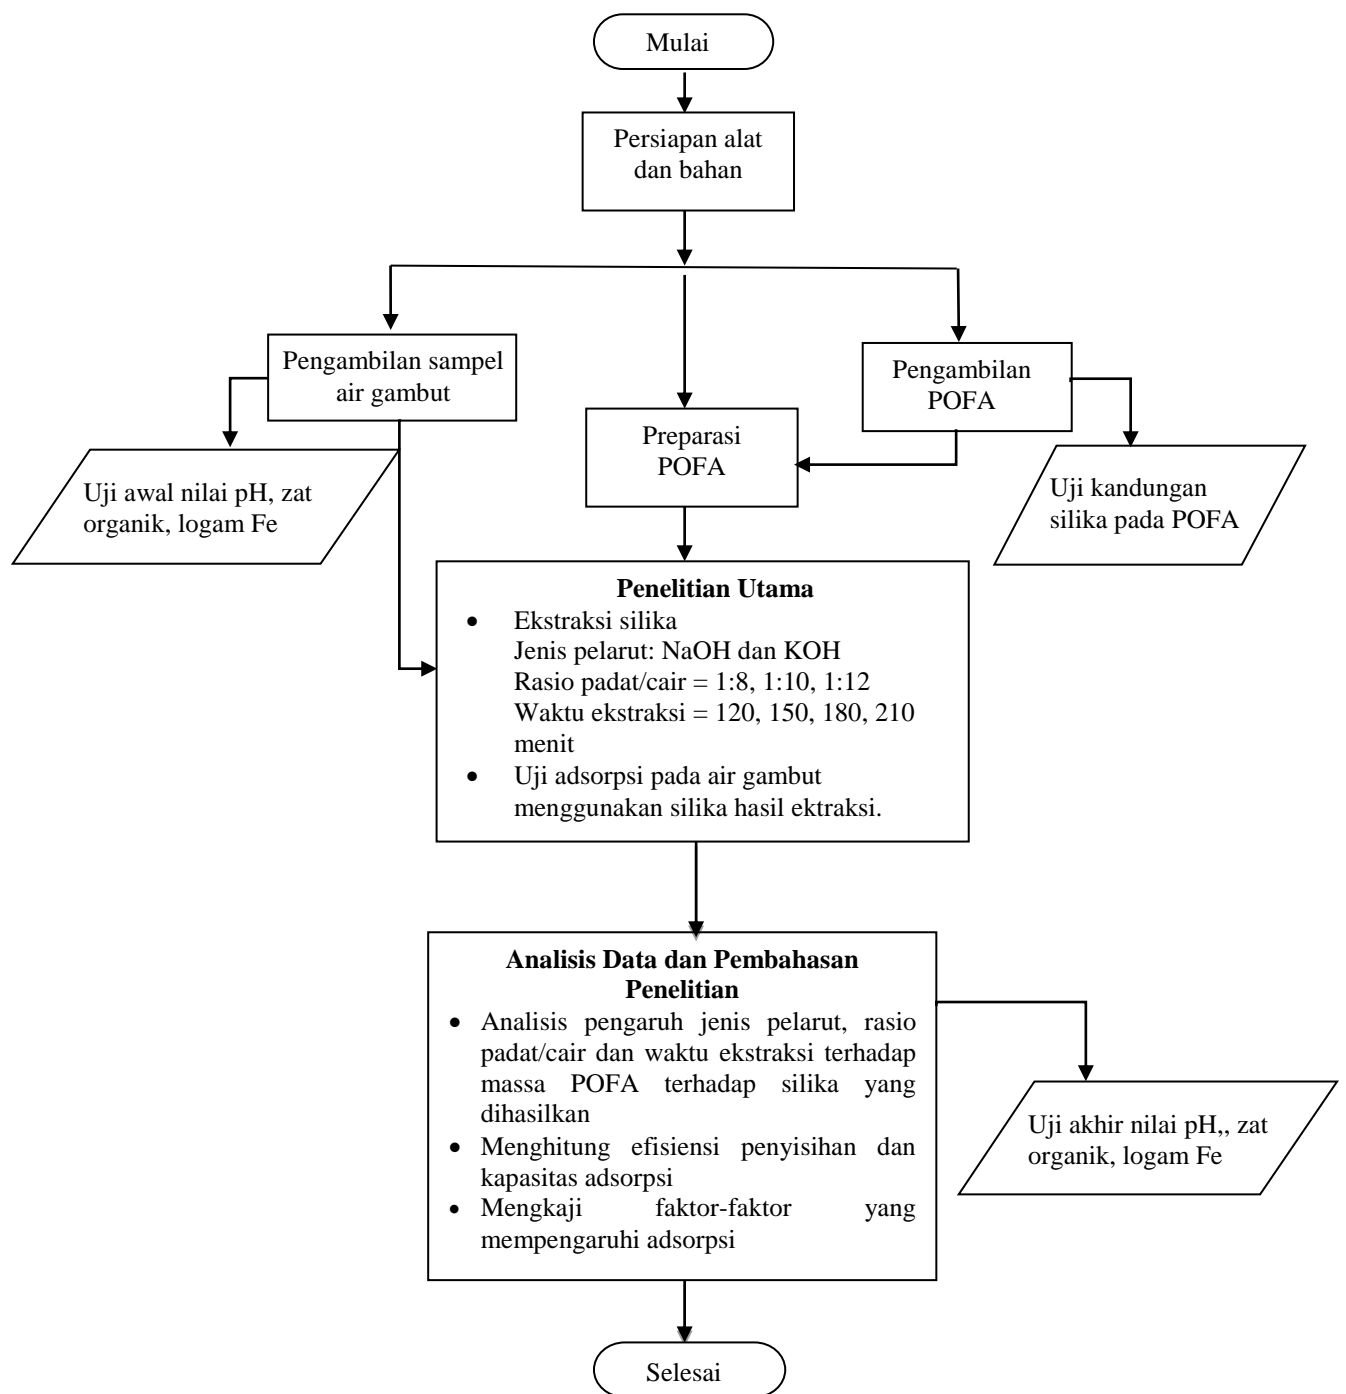 Mulai
Persiapan alat
dan bahan
Pengambilan sampel
air gambut
Pengambilan
POFA
Preparasi
POFA
Uji awal nilai pH, zat
organik, logam Fe
Uji kandungan
silika pada POFA
Penelitian Utama
• Ekstraksi silika
Jenis pelarut: NaOH dan KOH
Rasio padat/cair = 1:8, 1:10, 1:12
Waktu ekstraksi = 120, 150, 180, 210
menit
• Uji adsorpsi pada air gambut
menggunakan silika hasil ektraksi.
Analisis Data dan Pembahasan
Penelitian
• Analisis pengaruh jenis pelarut, rasio
padat/cair dan waktu ekstraksi terhadap
massa POFA terhadap silika yang
dihasilkan
• Menghitung efisiensi penyisihan dan
kapasitas adsorpsi
• Mengkaji faktor-faktor yang
mempengaruhi adsorpsi
Uji akhir nilai pH,, zat
organik, logam Fe
Selesai